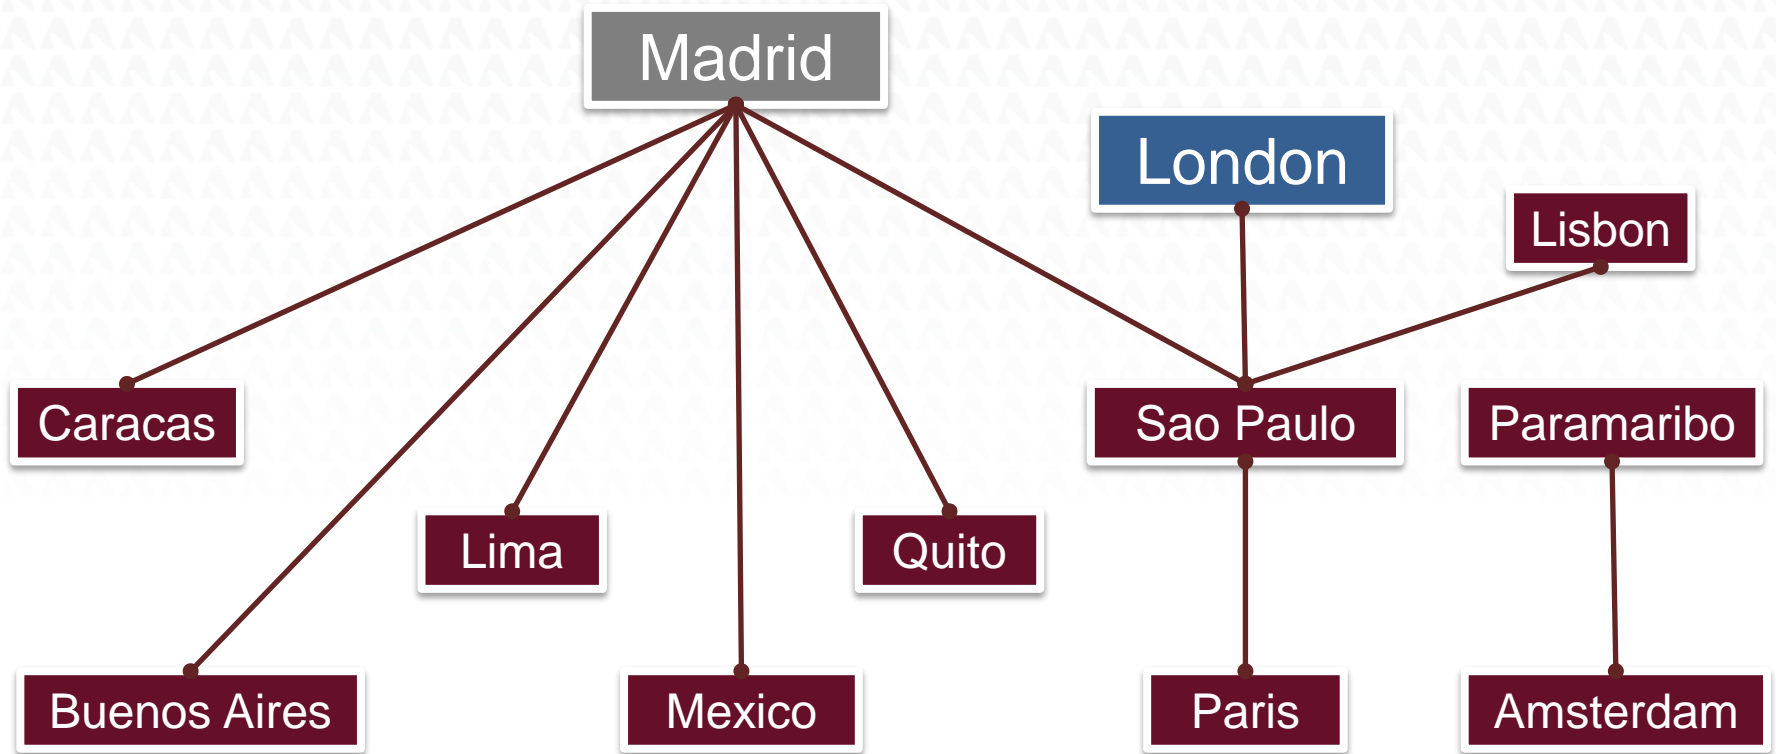 Madrid
London
Lisbon
Caracas
Sao Paulo
Paramaribo
Lima
Quito
Buenos Aires
Mexico
Paris
Amsterdam